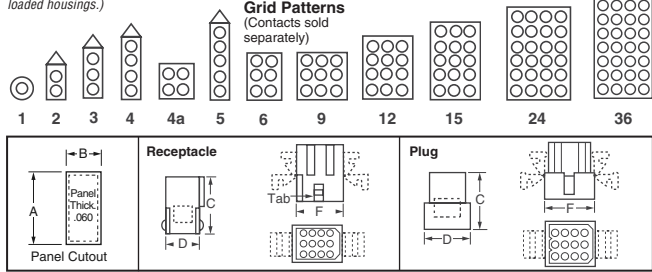 loaded housings.)
Grid Patterns
(Contacts sold
separately)
1 2 3 4 4a 5 6 9 12 15 24 36
B
A
Panel
Thick.
.060
Panel Cutout
Receptacle
C
D
Tab
F
Plug
C
D
F